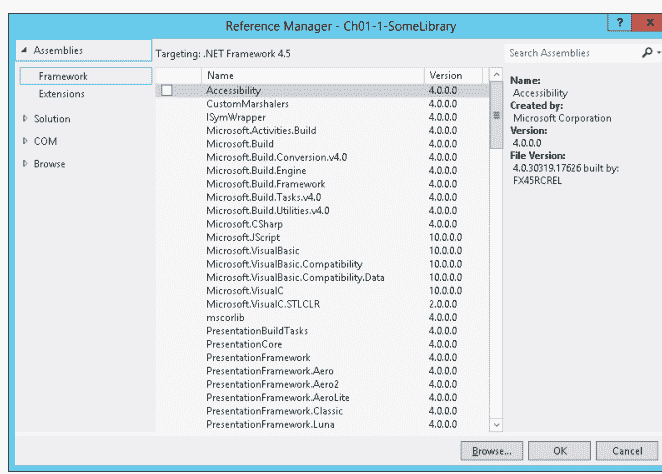 Reference Manager - Ch01-1-SomeLibrary
? x
Assemblies
Framework
Extensions
Solution
COM
Browse
Targeting: .NET Framework 4.5
Search Assemblies
Name Version
Accessibility 4.0.0.0
CustomMarshalers 4.0.0.0
ISymWrapper 4.0.0.0
Microsoft.Activities.Build 4.0.0.0
Microsoft.Build 4.0.0.0
Microsoft.Build.Conversion.v4.0 4.0.0.0
Microsoft.Build.Engine 4.0.0.0
Microsoft.Build.Framework 4.0.0.0
Microsoft.Build.Tasks.v4.0 4.0.0.0
Microsoft.Build.Utilities.v4.0 4.0.0.0
Microsoft.CSharp 4.0.0.0
Microsoft.JScript 10.0.0.0
Microsoft.VisualBasic 10.0.0.0
Microsoft.VisualBasic.Compatibility 10.0.0.0
Microsoft.VisualBasic.Compatibility.Data 10.0.0.0
Microsoft.VisualC 10.0.0.0
Microsoft.VisualC.STLCLR 2.0.0.0
mscorlib 4.0.0.0
PresentationBuildTasks 4.0.0.0
PresentationCore 4.0.0.0
PresentationFramework 4.0.0.0
PresentationFramework.Aero 4.0.0.0
PresentationFramework.Aero2 4.0.0.0
PresentationFramework.AeroLite 4.0.0.0
PresentationFramework.Classic 4.0.0.0
PresentationFramework.Luna 4.0.0.0
Name:
Accessibility
Created by:
Microsoft Corporation
Version:
4.0.0.0
File Version:
4.0.30319.17626 built by:
FX45RCREL
Browse... OK Cancel